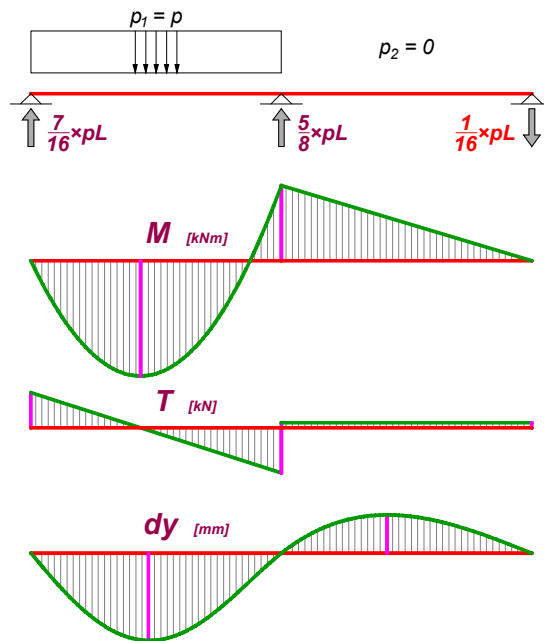 p₁ = p
p₂ = 0
7/16×pL 5/8×pL 1/16×pL
M [kNm]
T [kN]
dy [mm]